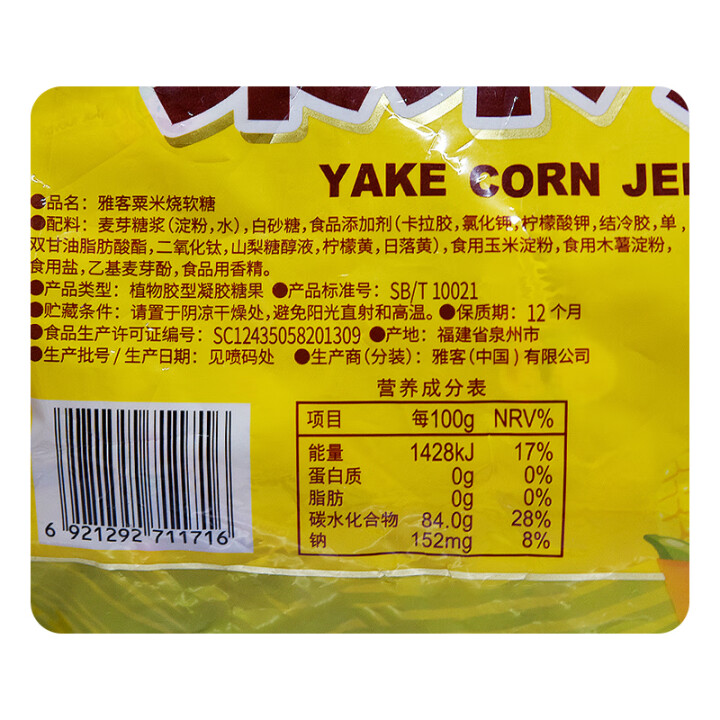 YAKE CORN JE
●品名：雅客粟米烧软糖
●配料：麦芽糖浆（淀粉，水），白砂糖，食品添加剂（卡拉胶，氯化钾，柠檬酸钾，结冷胶，单，
双甘油脂肪酸酯，二氧化钛，山梨糖醇液，柠檬黄，日落黄），食用玉米淀粉，食用木薯淀粉，
食用盐，乙基麦芽酚，食品用香精。
●产品类型：植物胶型凝胶糖果 ●产品标准号：SB/T 10021
●贮藏条件：请置于阴凉干燥处，避免阳光直射和高温。●保质期：12个月
●食品生产许可证编号：SC12435058201309 ●产地：福建省泉州市
●生产批号/生产日期：见喷码处 ●生产商（分装）：雅客（中国）有限公司
营养成分表
项目 每100g NRV%
能量 1428kJ 17%
蛋白质 0g 0%
脂肪 0g 0%
碳水化合物 84.0g 28%
钠 152mg 8%
6 921292 711716